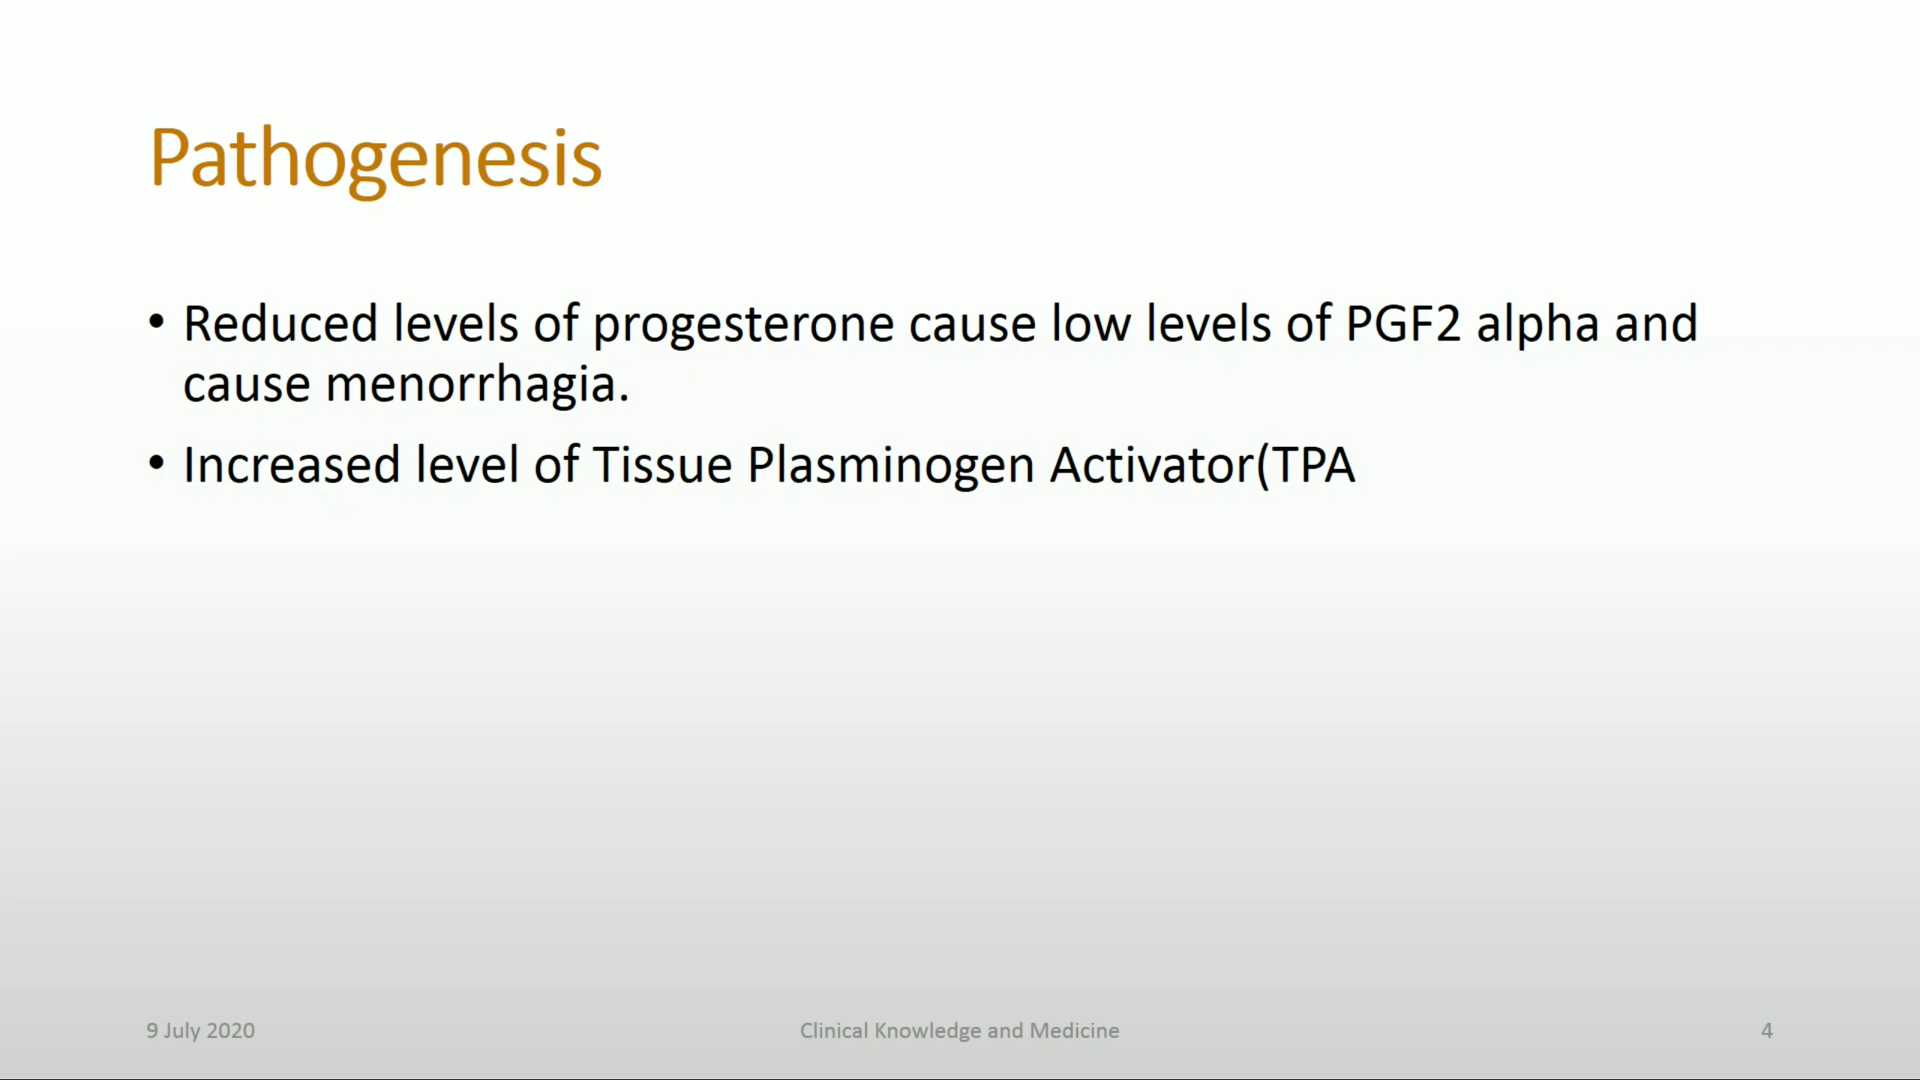 Pathogenesis
• Reduced levels of progesterone cause low levels of PGF2 alpha and
cause menorrhagia.
• Increased level of Tissue Plasminogen Activator(TPA
9 July 2020
Clinical Knowledge and Medicine
4